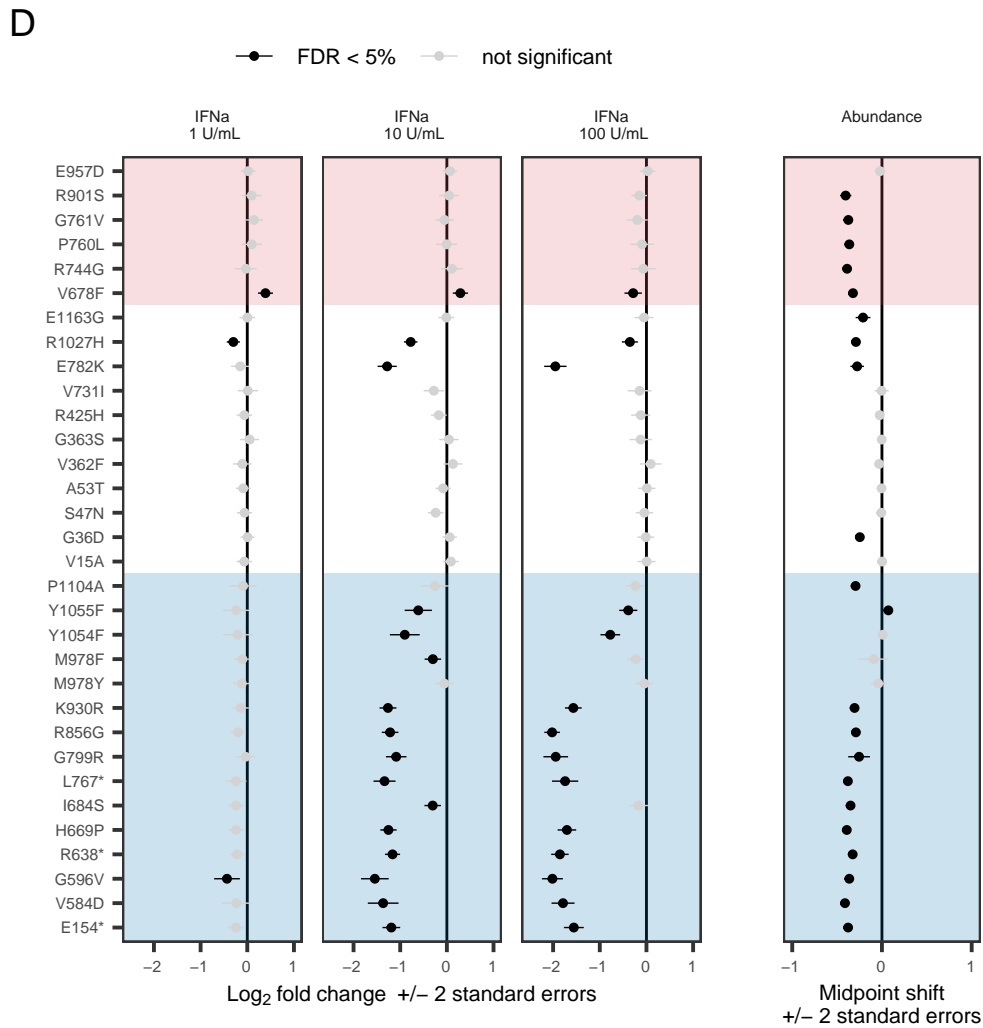 D
FDR < 5%
not significant
IFNa
1 U/mL
IFNa
10 U/mL
IFNa
100 U/mL
Abundance
E957D
R901S
G761V
P760L
R744G
V678F
E1163G
R1027H
E782K
V731I
R425H
G363S
V362F
A53T
S47N
G36D
V15A
P1104A
Y1055F
Y1054F
M978F
M978Y
K930R
R856G
G799R
L767*
I684S
H669P
R638*
G596V
V584D
E154*
−2 −1 0 1
−2 −1 0 1
−2 −1 0 1
−1 0 1
Log2 fold change +/− 2 standard errors
Midpoint shift
+/− 2 standard errors